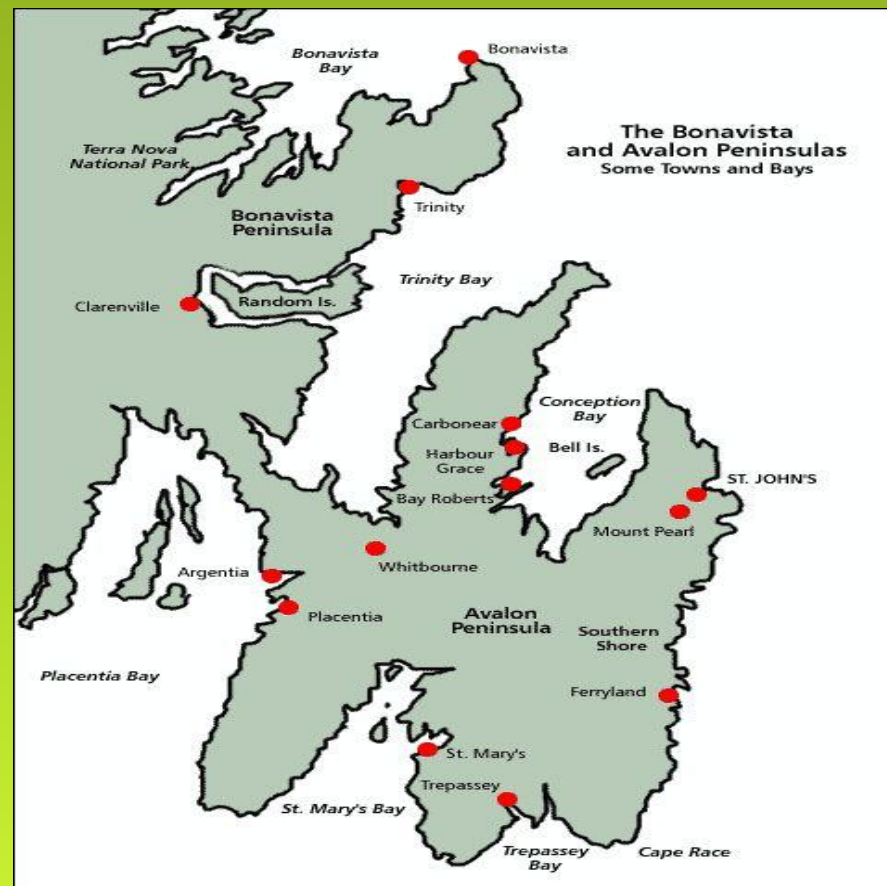 Bonavista
Bonavista
Bay
The Bonavista
and Avalon Peninsulas
Some Towns and Bays
Terra Nova
National Park
Trinity
Bonavista
Peninsula
Trinity Bay
Clarenville
Random Is.
Conception
Bay
Carbonear
Harbour
Grace
Bell Is.
Bay Roberts
ST. JOHN'S
Mount Pearl
Whitbourne
Argentia
Placentia
Avalon
Peninsula
Southern
Shore
Placentia Bay
Ferryland
St. Mary's
Trepassey
St. Mary's Bay
Trepassey
Bay
Cape Race